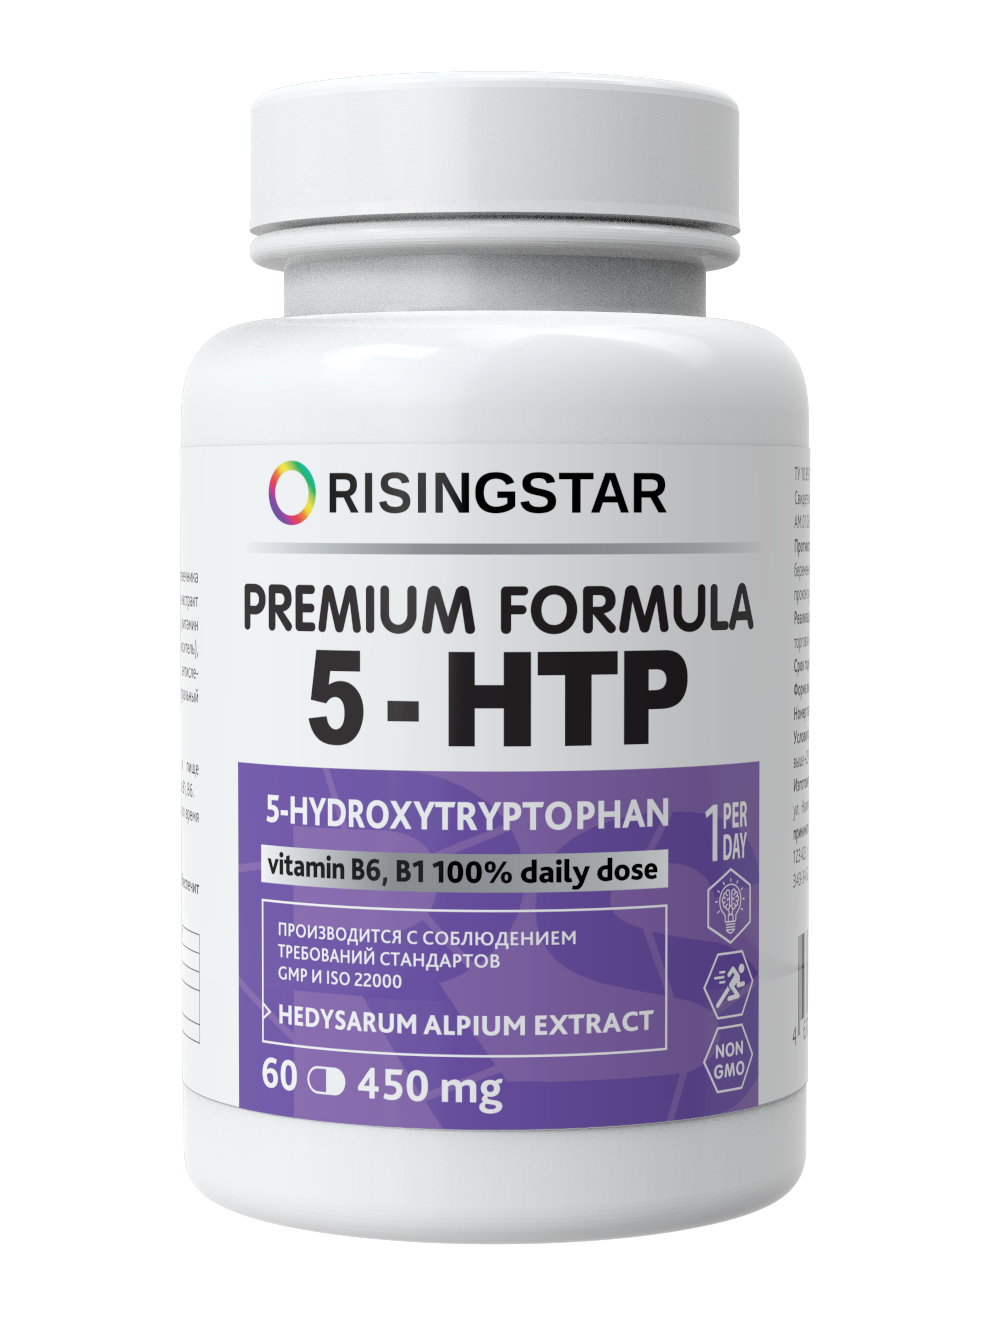 RISINGSTAR
PREMIUM FORMULA
5-HTP
5-HYDROXYTRYPTOPHAN
1 PER
DAY
vitamin B6, B1 100% daily dose
ПРОИЗВОДИТСЯ С СОБЛЮДЕНИЕМ
ТРЕБОВАНИЙ СТАНДАРТОВ
GMP И ISO 22000
HEDYSARUM ALPIUM EXTRACT
60 450 mg
NON
GMO
пище